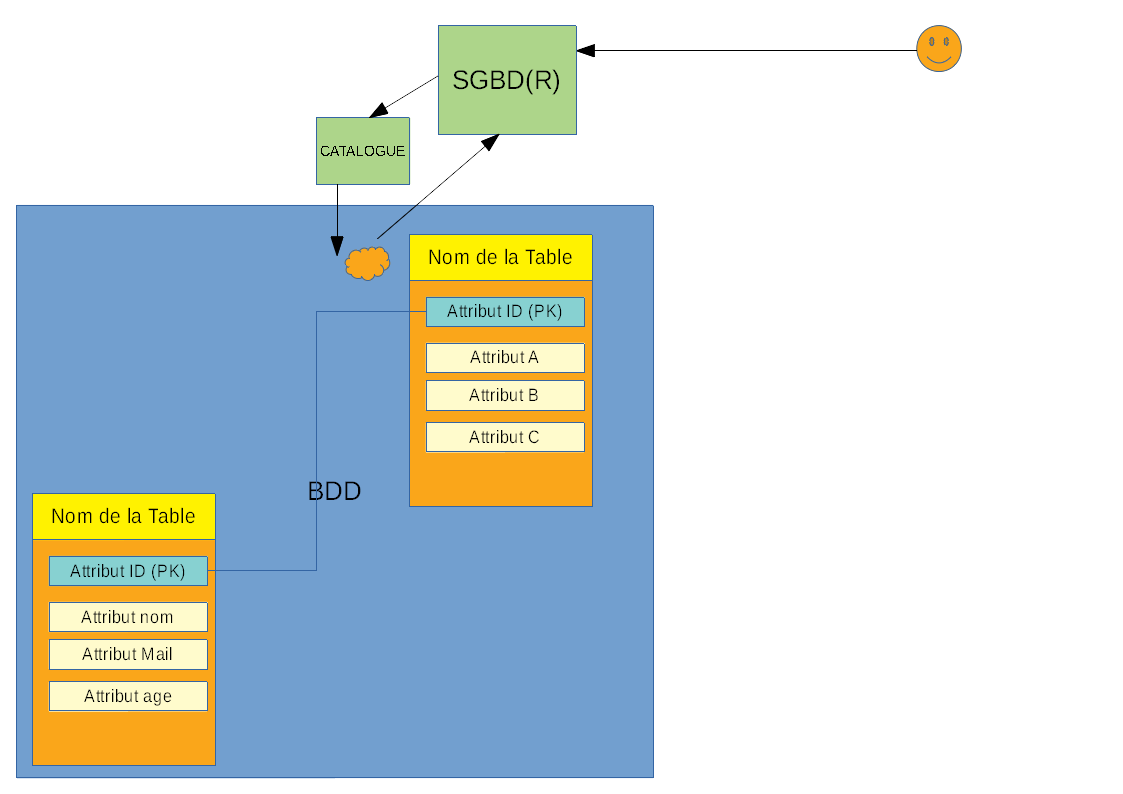 SGBD(R)
CATALOGUE
Nom de la Table
Attribut ID (PK)
Attribut A
Attribut B
Attribut C
BDD
Nom de la Table
Attribut ID (PK)
Attribut nom
Attribut Mail
Attribut age